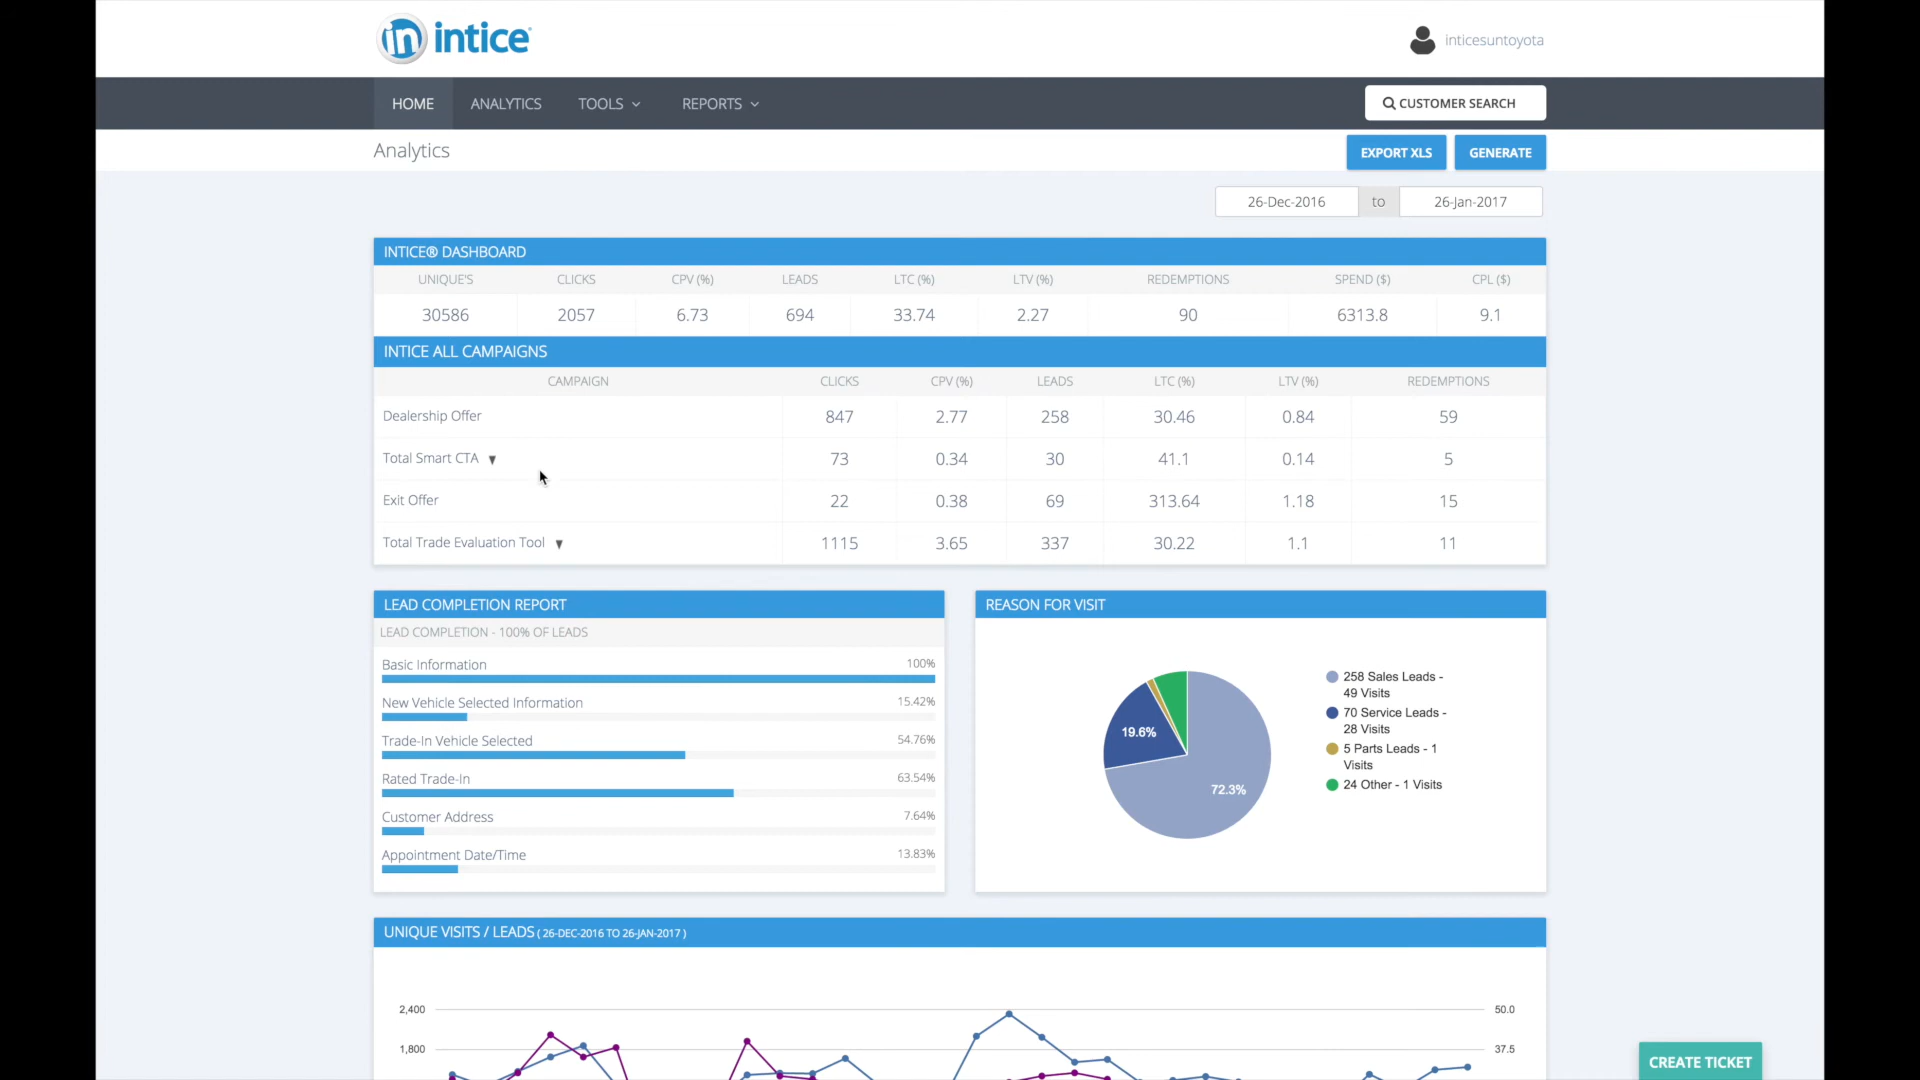 in intice
inticesuntoyota
HOME ANALYTICS TOOLS REPORTS CUSTOMER SEARCH
Analytics EXPORT XLS GENERATE
26-Dec-2016 to 26-Jan-2017
INTICE® DASHBOARD
UNIQUE'S CLICKS CPV (%) LEADS LTC (%) LTV (%) REDEMPTIONS SPEND ($) CPL ($)
30586 2057 6.73 694 33.74 2.27 90 6313.8 9.1
INTICE ALL CAMPAIGNS
CAMPAIGN CLICKS CPV (%) LEADS LTC (%) LTV (%) REDEMPTIONS
Dealership Offer 847 2.77 258 30.46 0.84 59
Total Smart CTA ▼ 73 0.34 30 41.1 0.14 5
Exit Offer 22 0.38 69 313.64 1.18 15
Total Trade Evaluation Tool ▼ 1115 3.65 337 30.22 1.1 11
LEAD COMPLETION REPORT
LEAD COMPLETION - 100% OF LEADS
Basic Information 100%
New Vehicle Selected Information 15.42%
Trade-In Vehicle Selected 54.76%
Rated Trade-In 63.54%
Customer Address 7.64%
Appointment Date/Time 13.83%
REASON FOR VISIT
19.6%
72.3%
258 Sales Leads -
49 Visits
70 Service Leads -
28 Visits
5 Parts Leads - 1
Visits
24 Other - 1 Visits
UNIQUE VISITS / LEADS ( 26-DEC-2016 TO 26-JAN-2017 )
2,400 50.0
1,800 37.5
CREATE TICKET